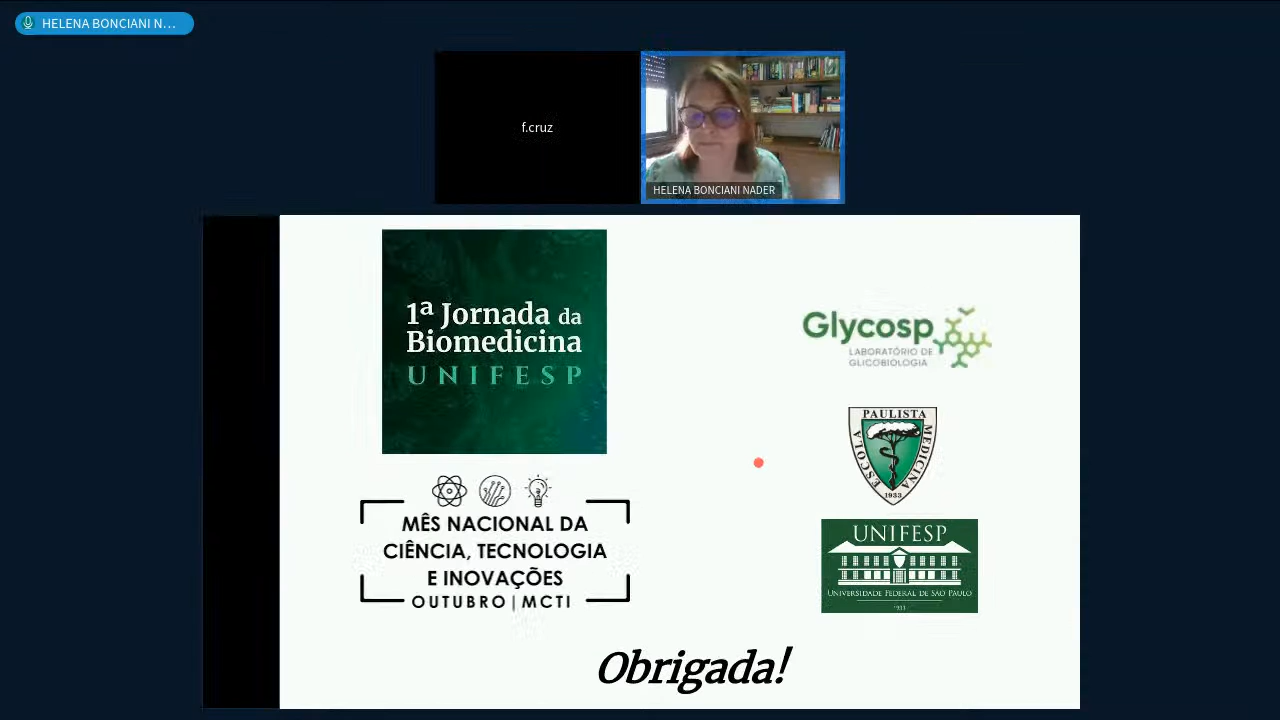 HELENA BONCIANI N...
f.cruz
HELENA BONCIANI NADER
1ª Jornada da
Biomedicina
UNIFESP
Glycosp
LABORATÓRIO DE
GLICOBIOLOGIA
ESCOLA PAULISTA MEDICINA
1933
MÊS NACIONAL DA
CIÊNCIA, TECNOLOGIA
E INOVAÇÕES
OUTUBRO | MCTI
UNIFESP
UNIVERSIDADE FEDERAL DE SÃO PAULO
1933
Obrigada!